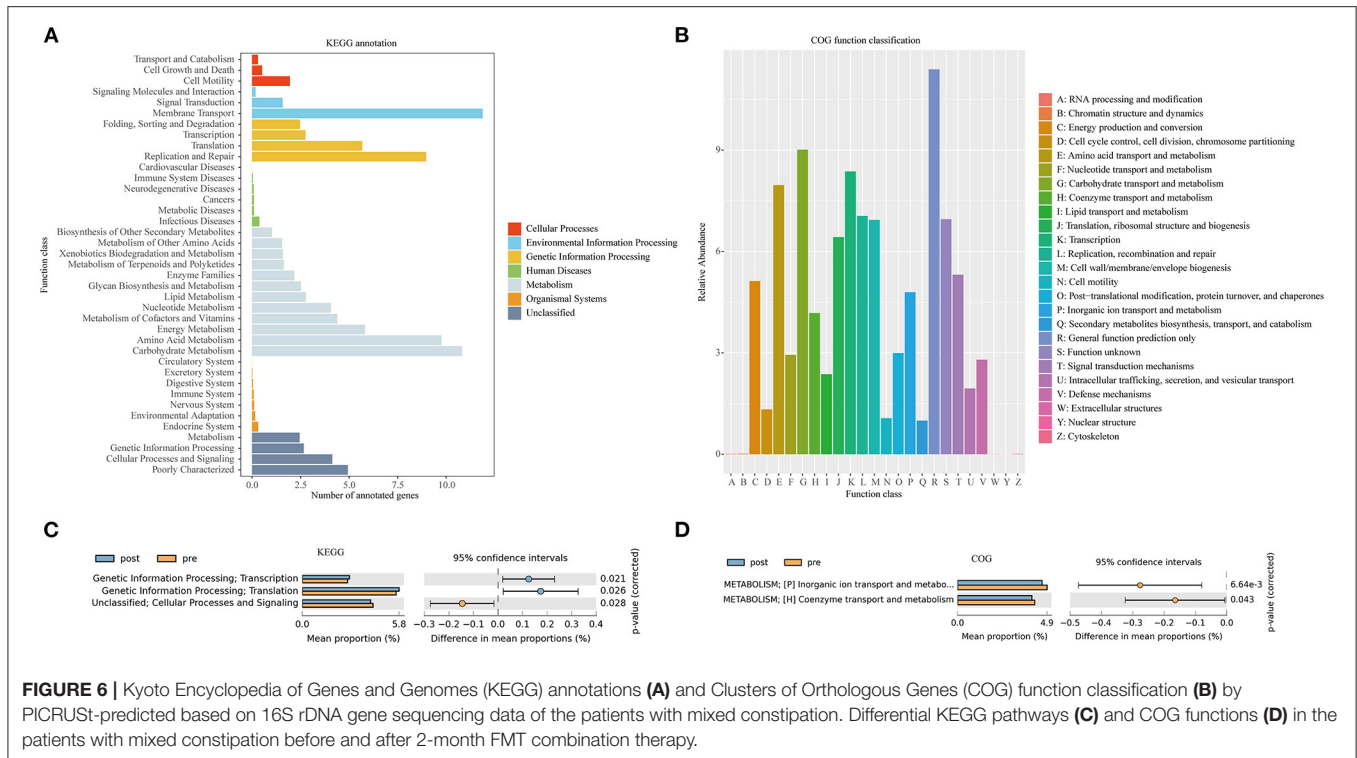 A
KEGG annotation
Function class
Transport and Catabolism
Cell Growth and Death
Cell Motility
Signaling Molecules and Interaction
Signal Transduction
Membrane Transport
Folding, Sorting and Degradation
Transcription
Translation
Replication and Repair
Cardiovascular Diseases
Immune System Diseases
Neurodegenerative Diseases
Cancers
Metabolic Diseases
Infectious Diseases
Biosynthesis of Other Secondary Metabolites
Metabolism of Other Amino Acids
Xenobiotics Biodegradation and Metabolism
Metabolism of Terpenoids and Polyketides
Enzyme Families
Glycan Biosynthesis and Metabolism
Lipid Metabolism
Nucleotide Metabolism
Metabolism of Cofactors and Vitamins
Energy Metabolism
Amino Acid Metabolism
Carbohydrate Metabolism
Circulatory System
Excretory System
Digestive System
Immune System
Nervous System
Environmental Adaptation
Endocrine System
Metabolism
Genetic Information Processing
Cellular Processes and Signaling
Poorly Characterized
0.0 2.5 5.0 7.5 10.0
Number of annotated genes
Cellular Processes
Environmental Information Processing
Genetic Information Processing
Human Diseases
Metabolism
Organismal Systems
Unclassified
B
COG function classification
Relative Abundance
9
6
3
0
A B C D E F G H I J K L M N O P Q R S T U V W Y Z
Function class
A: RNA processing and modification
B: Chromatin structure and dynamics
C: Energy production and conversion
D: Cell cycle control, cell division, chromosome partitioning
E: Amino acid transport and metabolism
F: Nucleotide transport and metabolism
G: Carbohydrate transport and metabolism
H: Coenzyme transport and metabolism
I: Lipid transport and metabolism
J: Translation, ribosomal structure and biogenesis
K: Transcription
L: Replication, recombination and repair
M: Cell wall/membrane/envelope biogenesis
N: Cell motility
O: Post−translational modification, protein turnover, and chaperones
P: Inorganic ion transport and metabolism
Q: Secondary metabolites biosynthesis, transport, and catabolism
R: General function prediction only
S: Function unknown
T: Signal transduction mechanisms
U: Intracellular trafficking, secretion, and vesicular transport
V: Defense mechanisms
W: Extracellular structures
Y: Nuclear structure
Z: Cytoskeleton
C
post pre
KEGG
95% confidence intervals
Genetic Information Processing; Transcription 0.021
Genetic Information Processing; Translation 0.026
Unclassified; Cellular Processes and Signaling 0.028
p-value (corrected)
0.0 5.8 −0.3 −0.2 −0.1 0.0 0.1 0.2 0.3 0.4
Mean proportion (%) Difference in mean proportions (%)
D
post pre
COG
95% confidence intervals
METABOLISM; [P] Inorganic ion transport and metabo... 6.64e-3
METABOLISM; [H] Coenzyme transport and metabolism 0.043
p-value (corrected)
0.0 4.9 −0.5 −0.4 −0.3 −0.2 −0.1 0.0
Mean proportion (%) Difference in mean proportions (%)
FIGURE 6 | Kyoto Encyclopedia of Genes and Genomes (KEGG) annotations (A) and Clusters of Orthologous Genes (COG) function classification (B) by
PICRUSt-predicted based on 16S rDNA gene sequencing data of the patients with mixed constipation. Differential KEGG pathways (C) and COG functions (D) in the
patients with mixed constipation before and after 2-month FMT combination therapy.